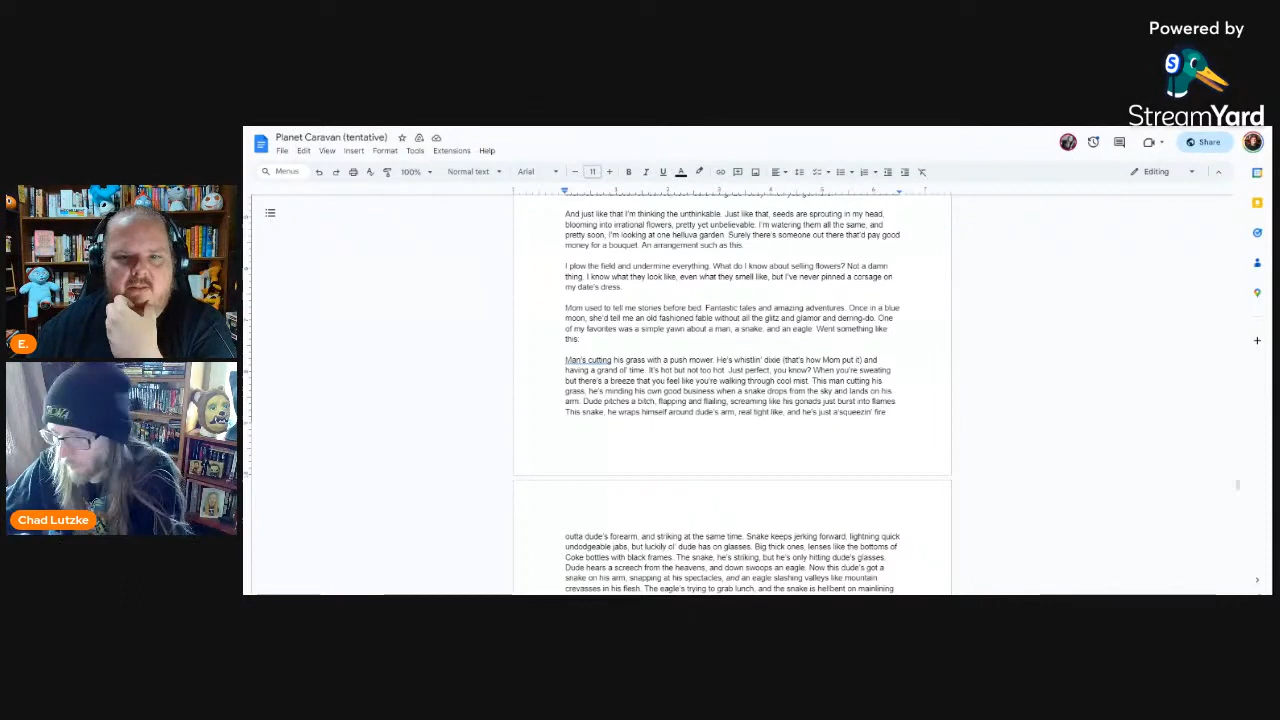 Powered by
S
StreamYard
Planet Caravan (tentative)
File Edit View Insert Format Tools Extensions Help
Share
Menus 100% Normal text Arial 11 B I U A Editing
And just like that I'm thinking the unthinkable. Just like that, seeds are sprouting in my head,
blooming into irrational flowers, pretty yet unbelievable. I'm watering them all the same, and
pretty soon, I'm looking at one helluva garden. Surely there's someone out there that'd pay good
money for a bouquet. An arrangement such as this.
I plow the field and undermine everything. What do I know about selling flowers? Not a damn
thing. I know what they look like, even what they smell like, but I've never pinned a corsage on
my date's dress.
Mom used to tell me stories before bed. Fantastic tales and amazing adventures. Once in a blue
moon, she'd tell me an old fashioned fable without all the glitz and glamor and derring-do. One
of my favorites was a simple yawn about a man, a snake, and an eagle. Went something like
this:
Man's cutting his grass with a push mower. He's whistlin' dixie (that's how Mom put it) and
having a grand ol' time. It's hot but not too hot. Just perfect, you know? When you're sweating
but there's a breeze that you feel like you're walking through cool mist. This man cutting his
grass, he's minding his own good business when a snake drops from the sky and lands on his
arm. Dude pitches a bitch, flapping and flailing, screaming like his gonads just burst into flames.
This snake, he wraps himself around dude's arm, real tight like, and he's just a'squeezin' fire
outta dude's forearm, and striking at the same time. Snake keeps jerking forward, lightning quick
undodgeable jabs, but luckily ol' dude has on glasses. Big thick ones, lenses like the bottoms of
Coke bottles with black frames. The snake, he's striking, but he's only hitting dude's glasses.
Dude hears a screech from the heavens, and down swoops an eagle. Now this dude's got a
snake on his arm, snapping at his spectacles, and an eagle slashing valleys like mountain
crevasses in his flesh. The eagle's trying to grab lunch, and the snake is hellbent on mainlining
E.
Chad Lutzke